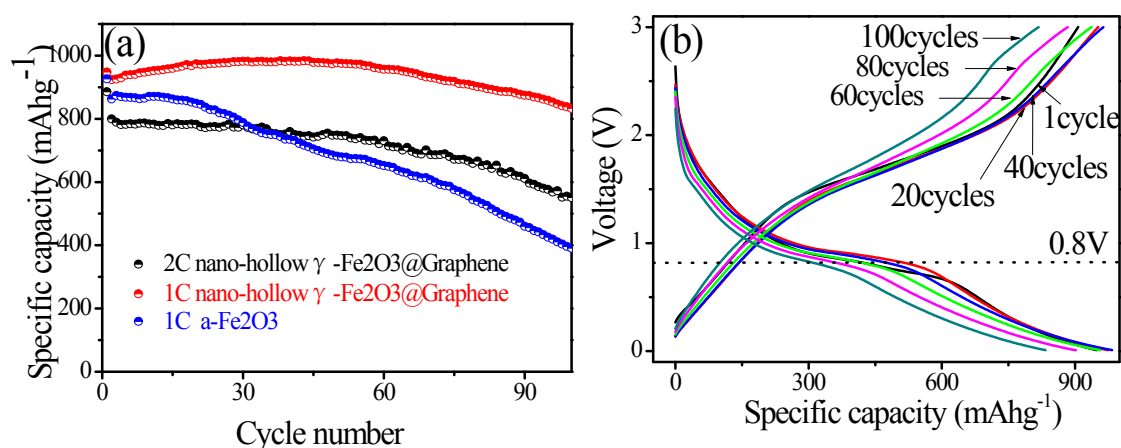 (a)
Specific capacity (mAhg-1)
1000
800
600
400
200
0
2C nano-hollow γ -Fe2O3@Graphene
1C nano-hollow γ -Fe2O3@Graphene
1C a-Fe2O3
0 30 60 90
Cycle number
(b)
Voltage (V)
3
2
1
0
100cycles
80cycles
60cycles
1cycle
40cycles
20cycles
0.8V
0 300 600 900
Specific capacity (mAhg-1)